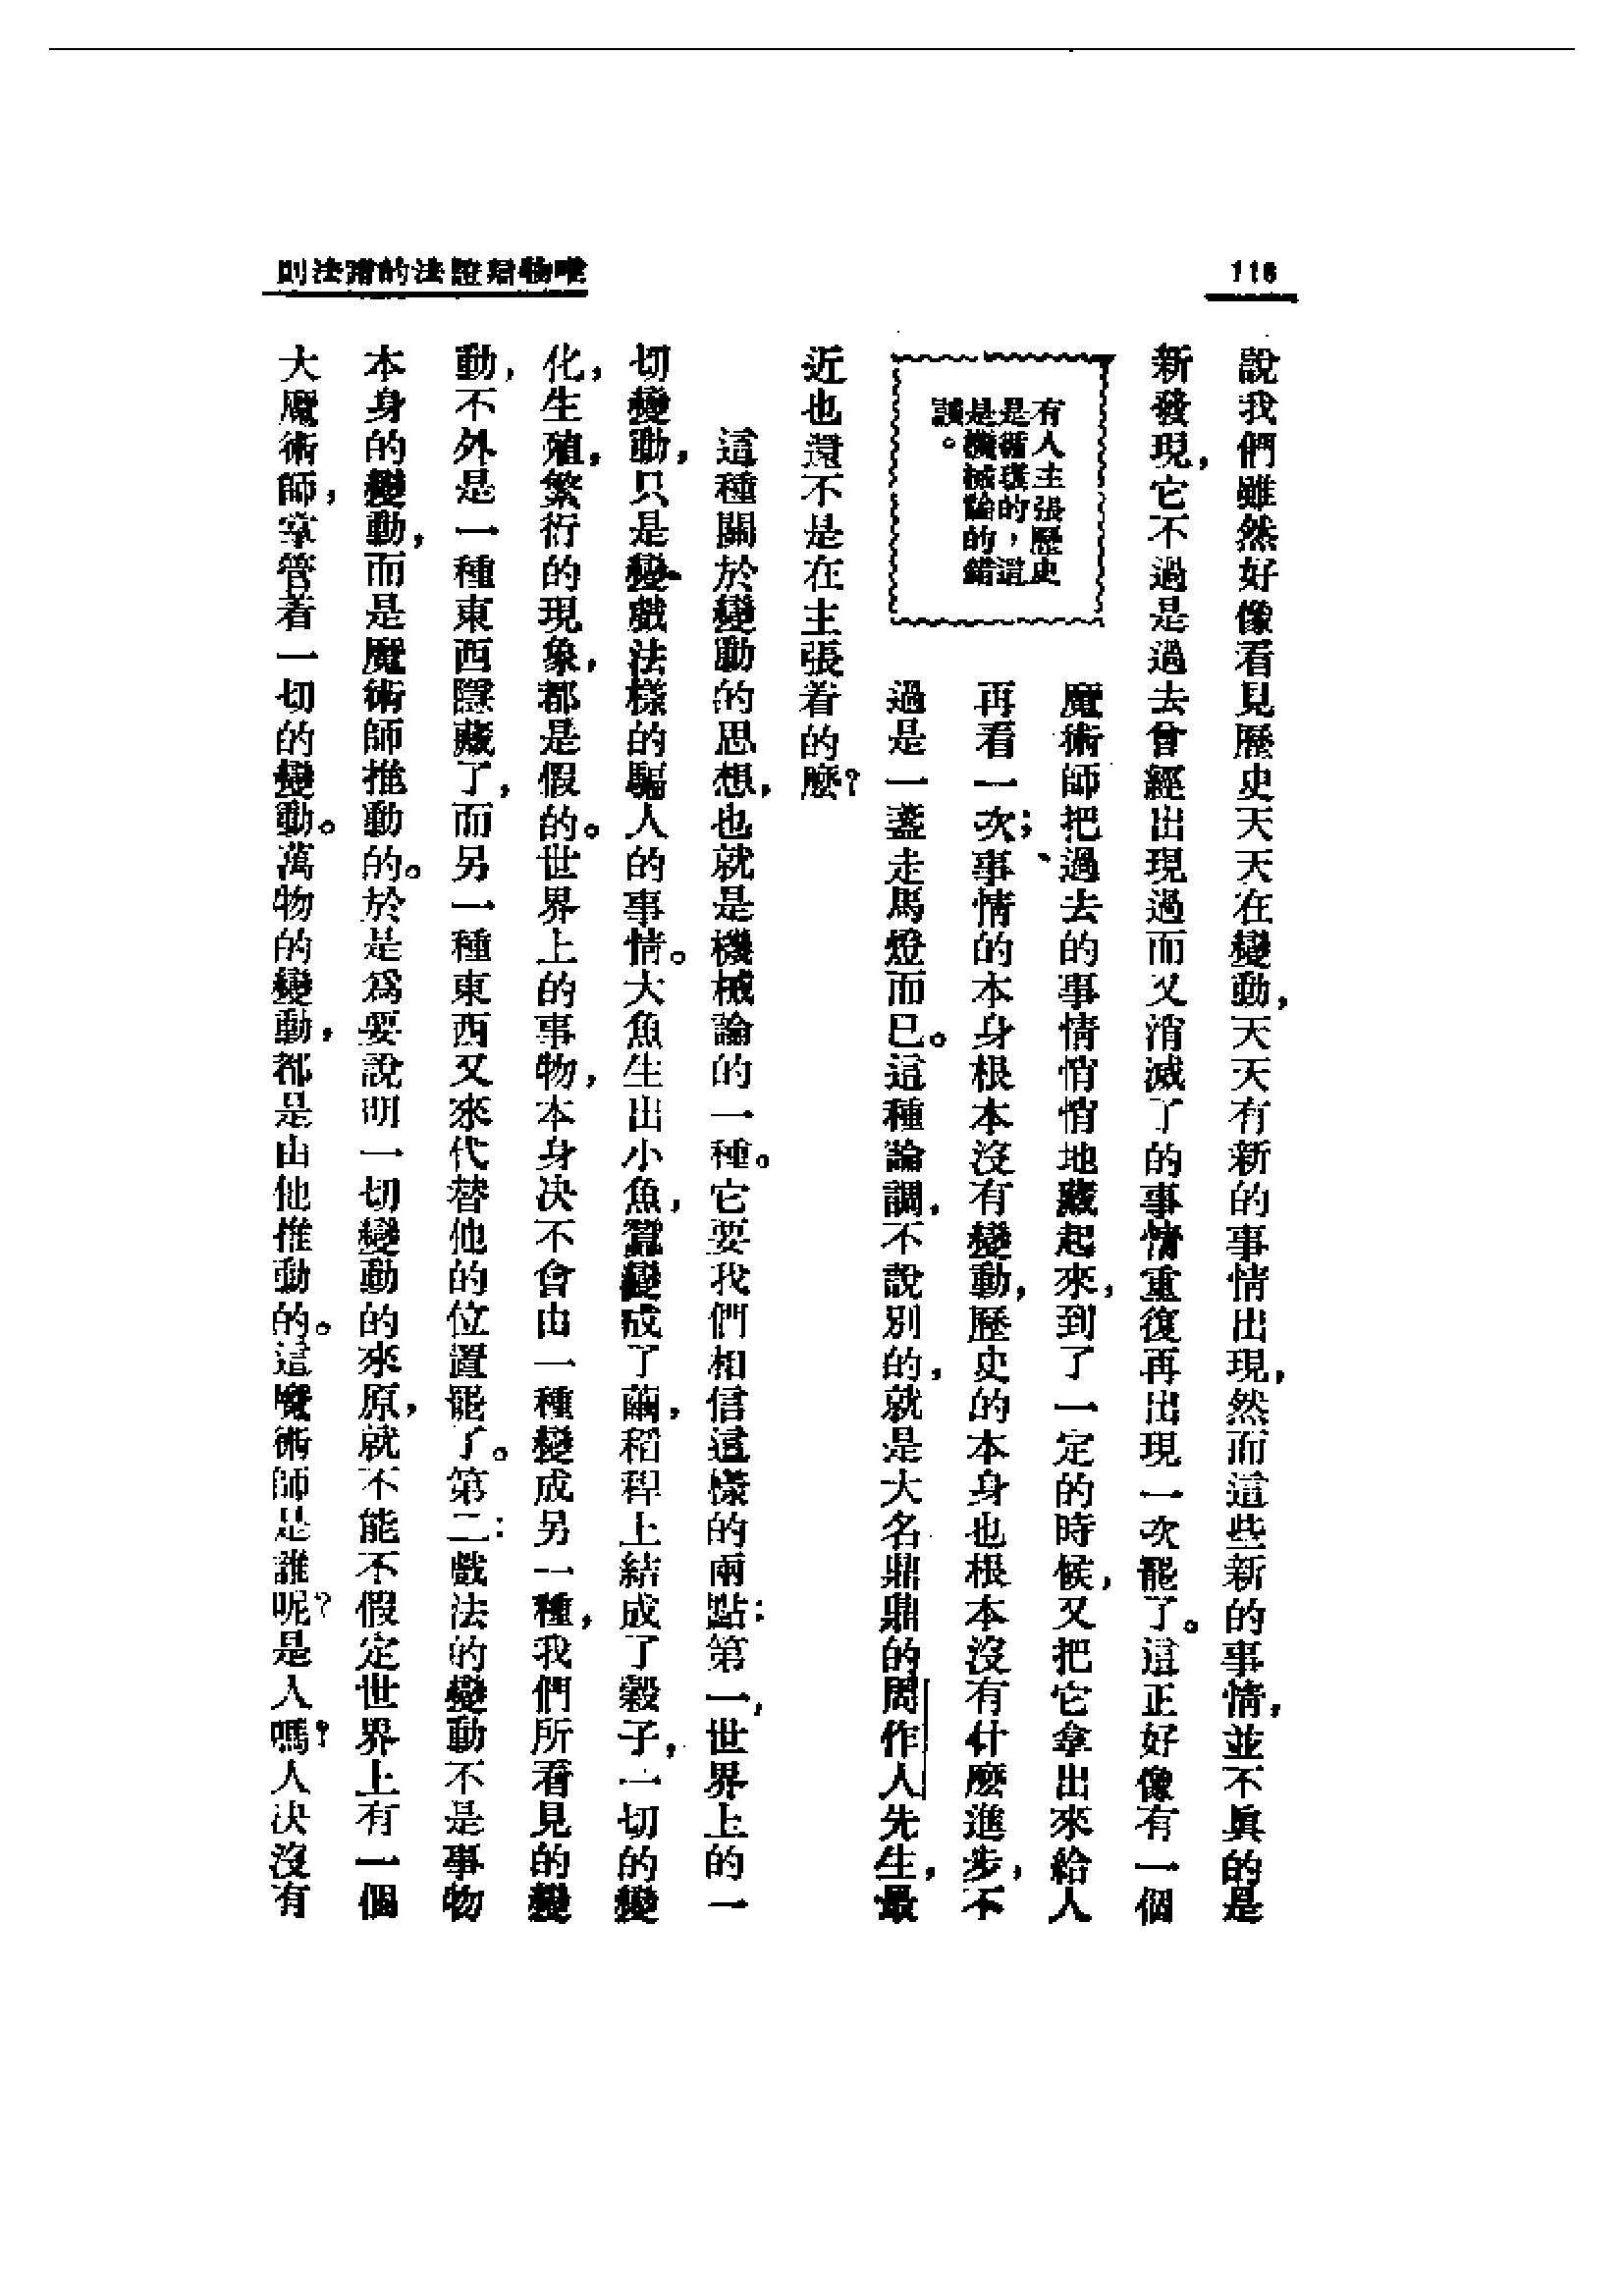 118
唯物辯證法的諸法則
說我們雖然好像看見歷史天天在變動，天天有新的事情出現，然而這些新的事情，並不眞的是
新發現，它不過是過去曾經出現過而又消滅了的事情重復再出現一次罷了。這正好像有一個
魔術師把過去的事情悄悄地藏起來，到了一定的時候，又把它拿出來給人
再看一次；事情的本身根本沒有變動，歷史的本身也根本沒有什麼進步，不
過是一盞走馬燈而已。這種論調，不說別的，就是大名鼎鼎的周作人先生，最
有人主張歷史
是循環的，這
是機械論的錯
誤。
近也還不是在主張着的麼？
這種關於變動的思想，也就是機械論的一種。它要我們相信這樣的兩點：第一，世界上的一
切變動，只是變戲法樣的騙人的事情。大魚生出小魚，蠶變成了繭，稻稈上結成了穀子，一切的變
化，生殖，繁衍的現象，都是假的。世界上的事物，本身决不會由一種變成另一種，我們所看見的變
動，不外是一種東西隱藏了，而另一種東西又來代替他的位置罷了。第二：戲法的變動不是事物
本身的變動，而是魔術師推動的。於是爲要說明一切變動的來原，就不能不假定世界上有一個
大魔術師，掌管着一切的變動。萬物的變動，都是由他推動的。這魔術師是誰呢？是人嗎？人决沒有